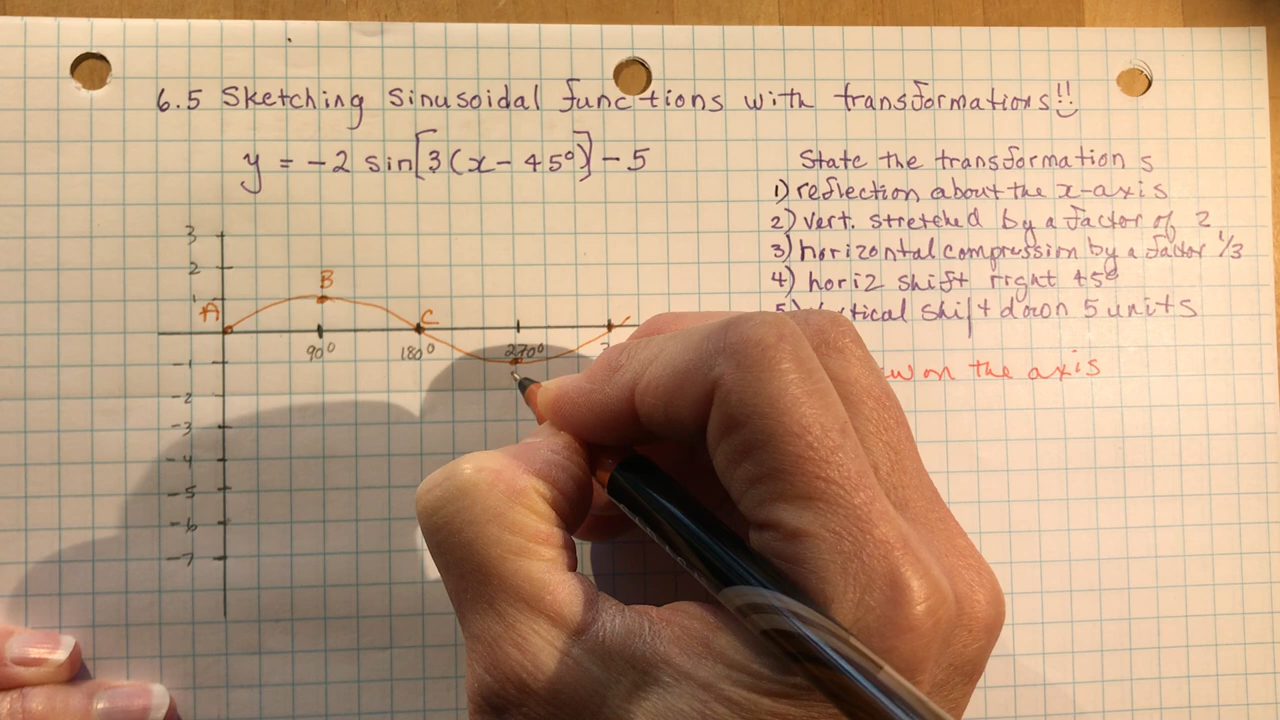 6.5 Sketching Sinusoidal functions with transformations!!
y = -2 sin[3(x - 45°)] - 5
State the transformations
1) reflection about the x-axis
2) vert. stretched by a factor of 2
3) horizontal compression by a factor 1/3
4) horiz shift right 45°
shift down 5 units
on the axis
3
2
1
A
B
C
90°
180°
270°
-1
-2
-3
-4
-5
-6
-7